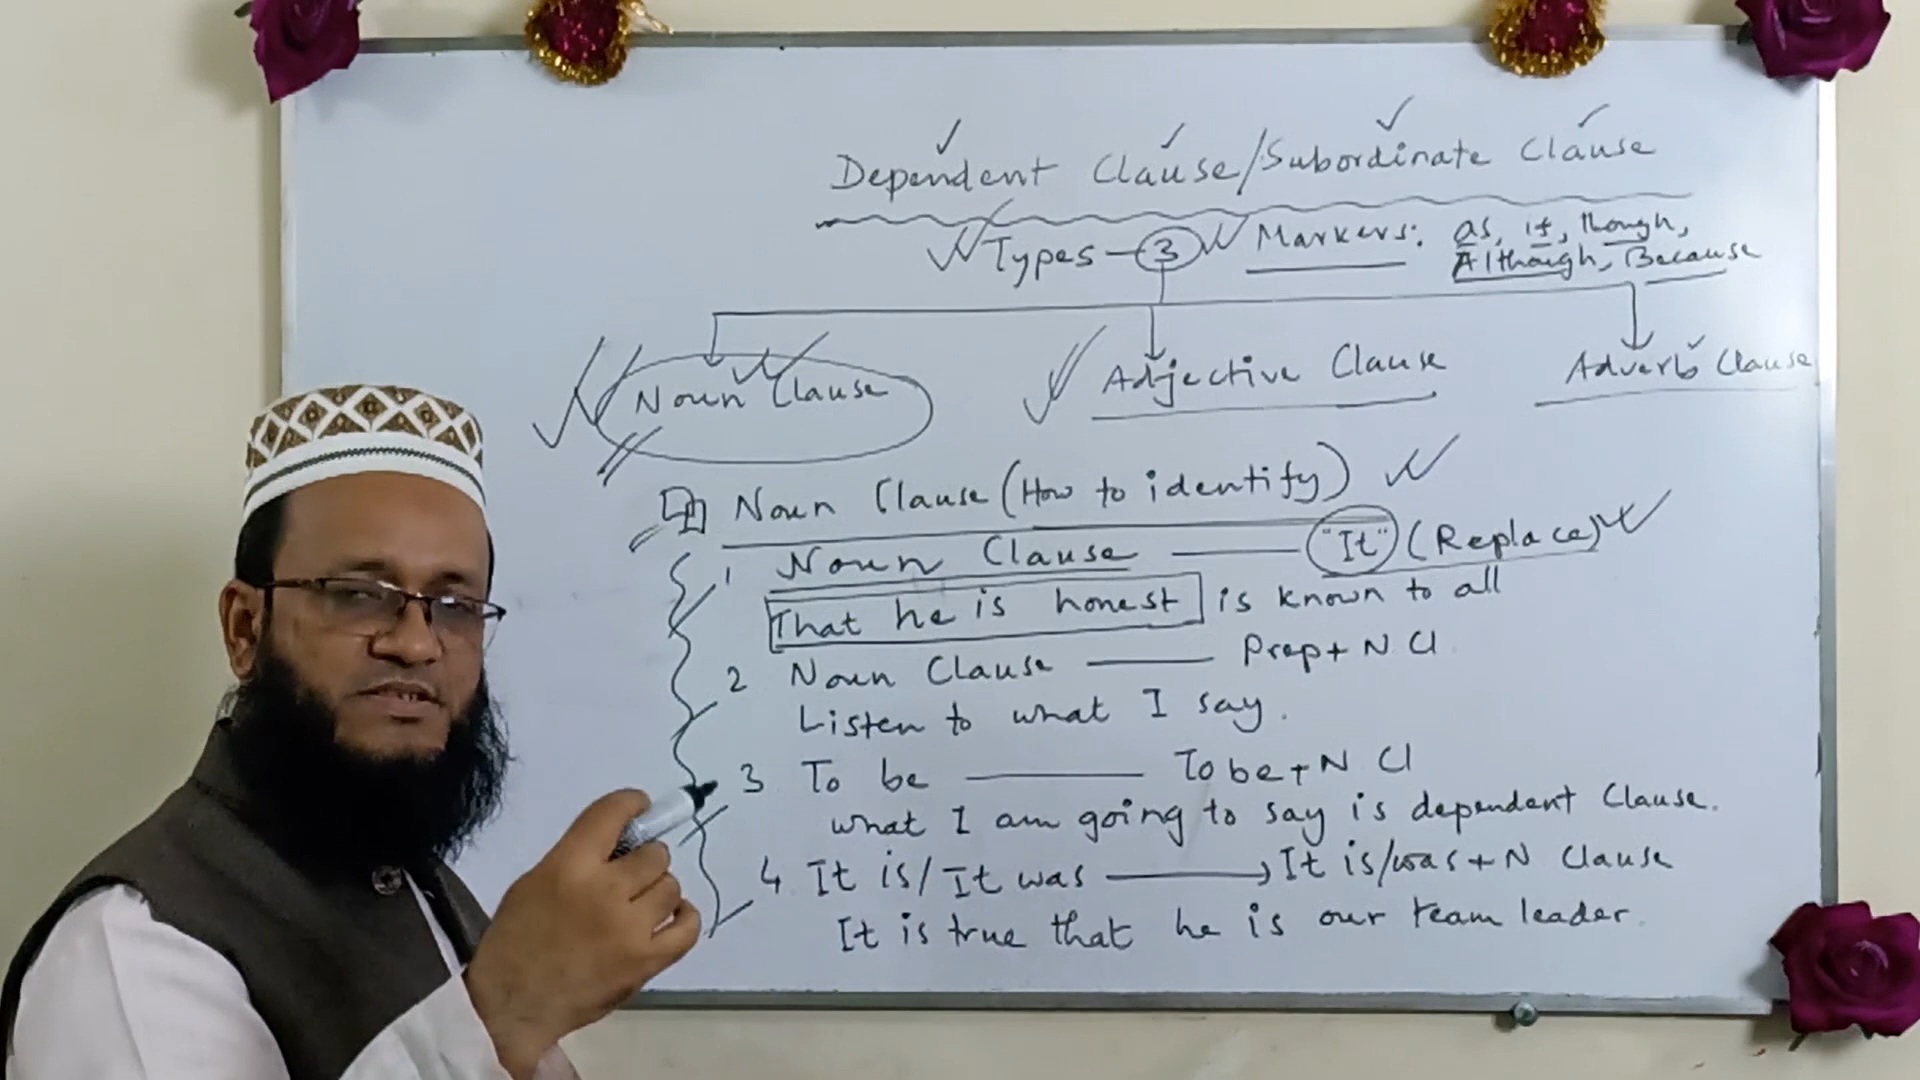 Dependent Clause/Subordinate Clause
Types - 3 Markers: as, if, though,
Although, Because
Noun Clause Adjective Clause Adverb Clause
Noun Clause (How to identify)
1 Noun Clause — "It" (Replace)
That he is honest is known to all
2 Noun Clause — Prep + N Cl
Listen to what I say.
3 To be — To be + N Cl
what I am going to say is dependent Clause.
4. It is/It was → It is/was + N Clause
It is true that he is our team leader.